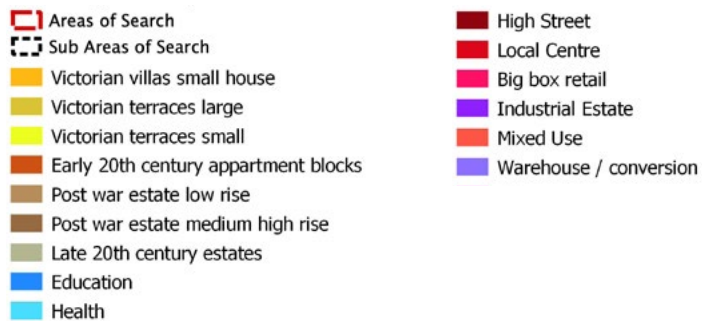 Areas of Search
Sub Areas of Search
Victorian villas small house
Victorian terraces large
Victorian terraces small
Early 20th century appartment blocks
Post war estate low rise
Post war estate medium high rise
Late 20th century estates
Education
Health
High Street
Local Centre
Big box retail
Industrial Estate
Mixed Use
Warehouse / conversion